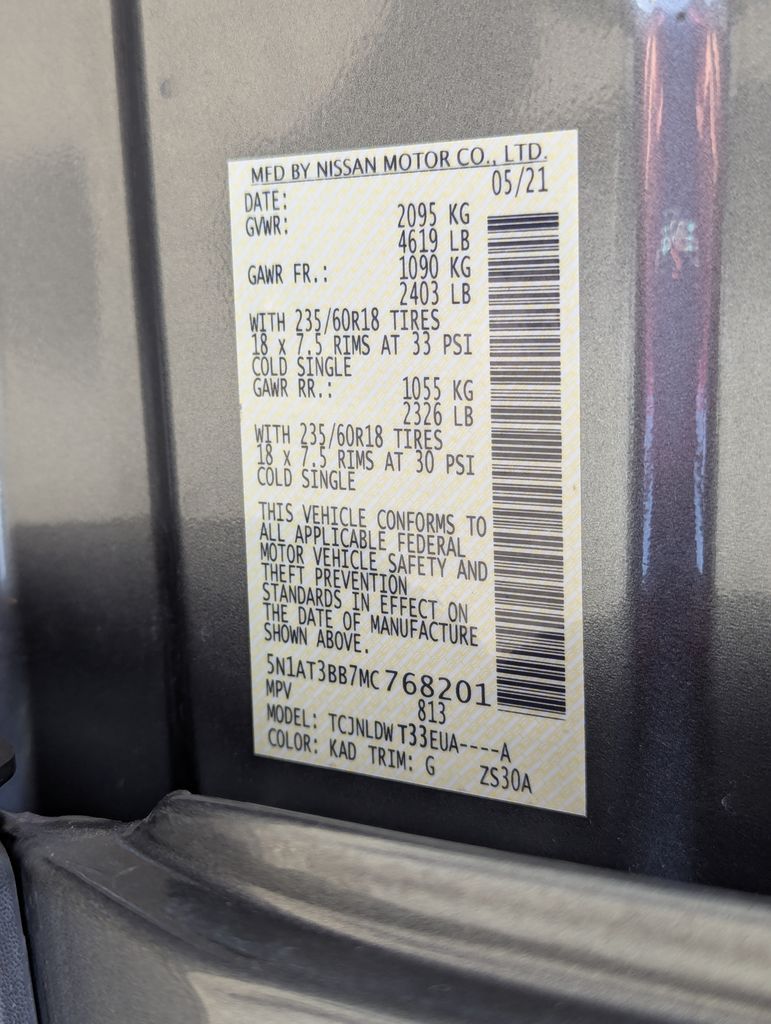 MFD BY NISSAN MOTOR CO., LTD.
DATE: 05/21
GVWR: 2095 KG
4619 LB
GAWR FR.: 1090 KG
2403 LB
WITH 235/60R18 TIRES
18 x 7.5 RIMS AT 33 PSI
COLD SINGLE
GAWR RR.: 1055 KG
2326 LB
WITH 235/60R18 TIRES
18 x 7.5 RIMS AT 30 PSI
COLD SINGLE
THIS VEHICLE CONFORMS TO
ALL APPLICABLE FEDERAL
MOTOR VEHICLE SAFETY AND
THEFT PREVENTION
STANDARDS IN EFFECT ON
THE DATE OF MANUFACTURE
SHOWN ABOVE.
5N1AT3BB7MC768201
MPV 813
MODEL: TCJNLDWT33EUA----A
COLOR: KAD TRIM: G ZS30A